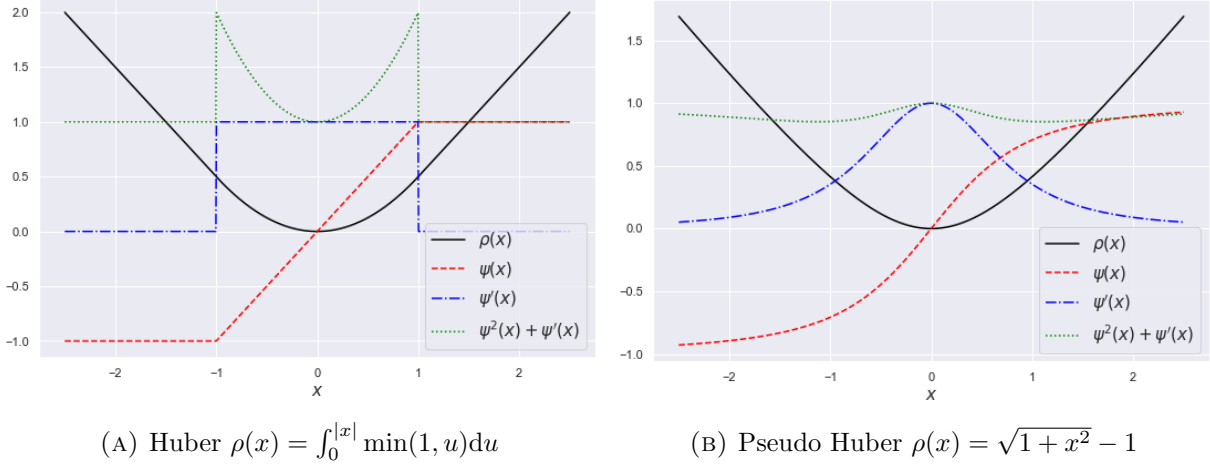 2.0
1.5
1.0
0.5
0.0
−0.5
−1.0
−2
−1
0
1
2
x
ρ(x)
ψ(x)
ψ′(x)
ψ²(x) + ψ′(x)
1.5
1.0
0.5
0.0
−0.5
−1.0
−2
−1
0
1
2
x
ρ(x)
ψ(x)
ψ′(x)
ψ²(x) + ψ′(x)
(A) Huber ρ(x) = ∫₀^|x| min(1, u)du
(B) Pseudo Huber ρ(x) = √(1 + x²) − 1